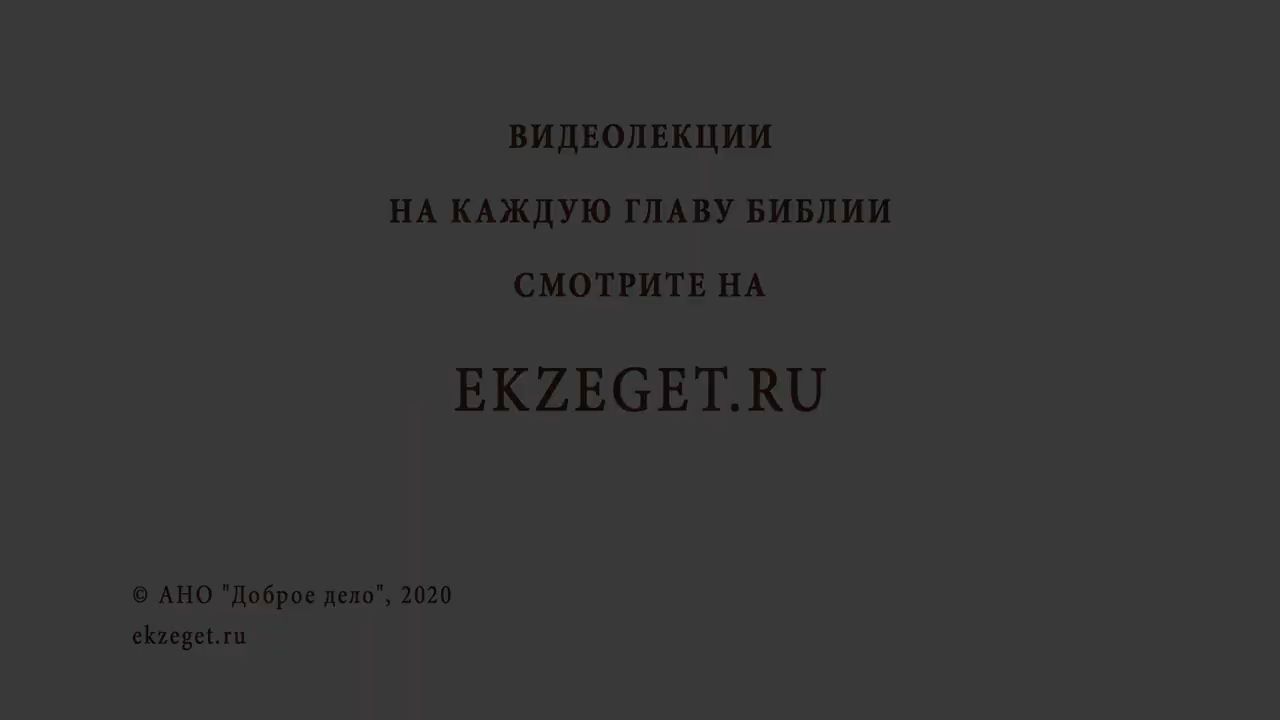 ВИДЕОЛЕКЦИИ
НА КАЖДУЮ ГЛАВУ БИБЛИИ
СМОТРИТЕ НА
EKZEGET.RU
© АНО "Доброе дело", 2020
ekzeget.ru